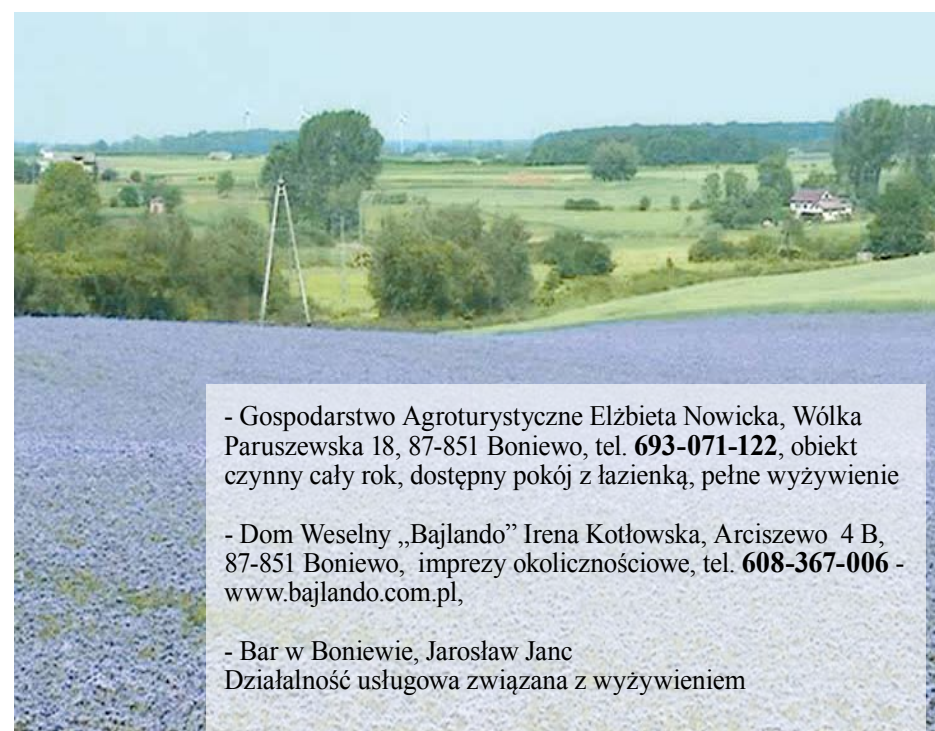 - Gospodarstwo Agroturystyczne Elżbieta Nowicka, Wólka
Paruszewska 18, 87-851 Boniewo, tel. 693-071-122, obiekt
czynny cały rok, dostępny pokój z łazienką, pełne wyżywienie
- Dom Weselny „Bajlando” Irena Kotłowska, Arciszewo 4 B,
87-851 Boniewo, imprezy okolicznościowe, tel. 608-367-006 -
www.bajlando.com.pl,
- Bar w Boniewie, Jarosław Janc
Działalność usługowa związana z wyżywieniem